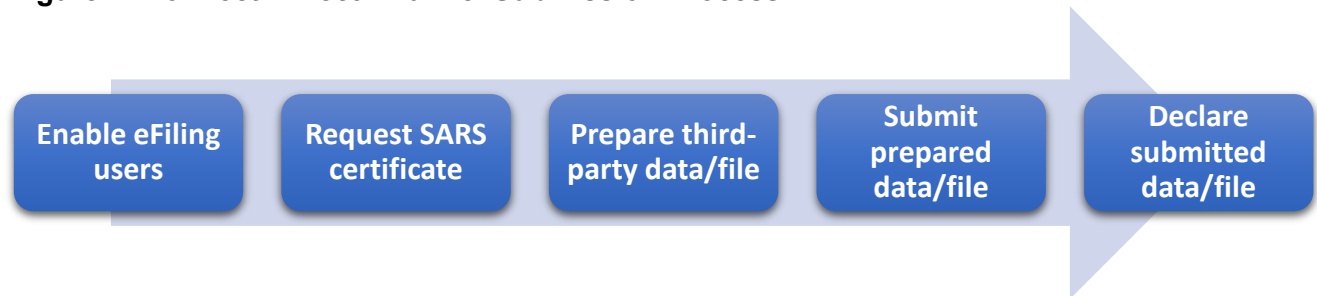 Enable eFiling
users
Request SARS
certificate
Prepare third-
party data/file
Submit
prepared
data/file
Declare
submitted
data/file